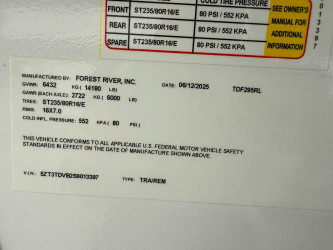 COLD TIRE PRESSURE SEE OWNER'S
FRONT ST235/80R16/E 80 PSI / 552 KPA MANUAL FOR
REAR ST235/80R16/E 80 PSI / 552 KPA ADDITIONAL
SPARE ST235/80R16/E 80 PSI / 552 KPA INFORMATION
MANUFACTURED BY: FOREST RIVER, INC. DATE: 06/12/2025 TDF295RL
GVWR: 6432 KG ( 14180 LB)
GAWR (EACH AXLE): 2722 KG ( 6000 LB)
TIRES: ST235/80R16/E
RIMS: 16X7.0
COLD INFL. PRESSURE: 552 KPA ( 80 PSI)
THIS VEHICLE CONFORMS TO ALL APPLICABLE U.S. FEDERAL MOTOR VEHICLE SAFETY
STANDARDS IN EFFECT ON THE DATE OF MANUFACTURE SHOWN ABOVE.
V.I.N.: 5ZT3TDVB2S9013397 TYPE: TRA/REM